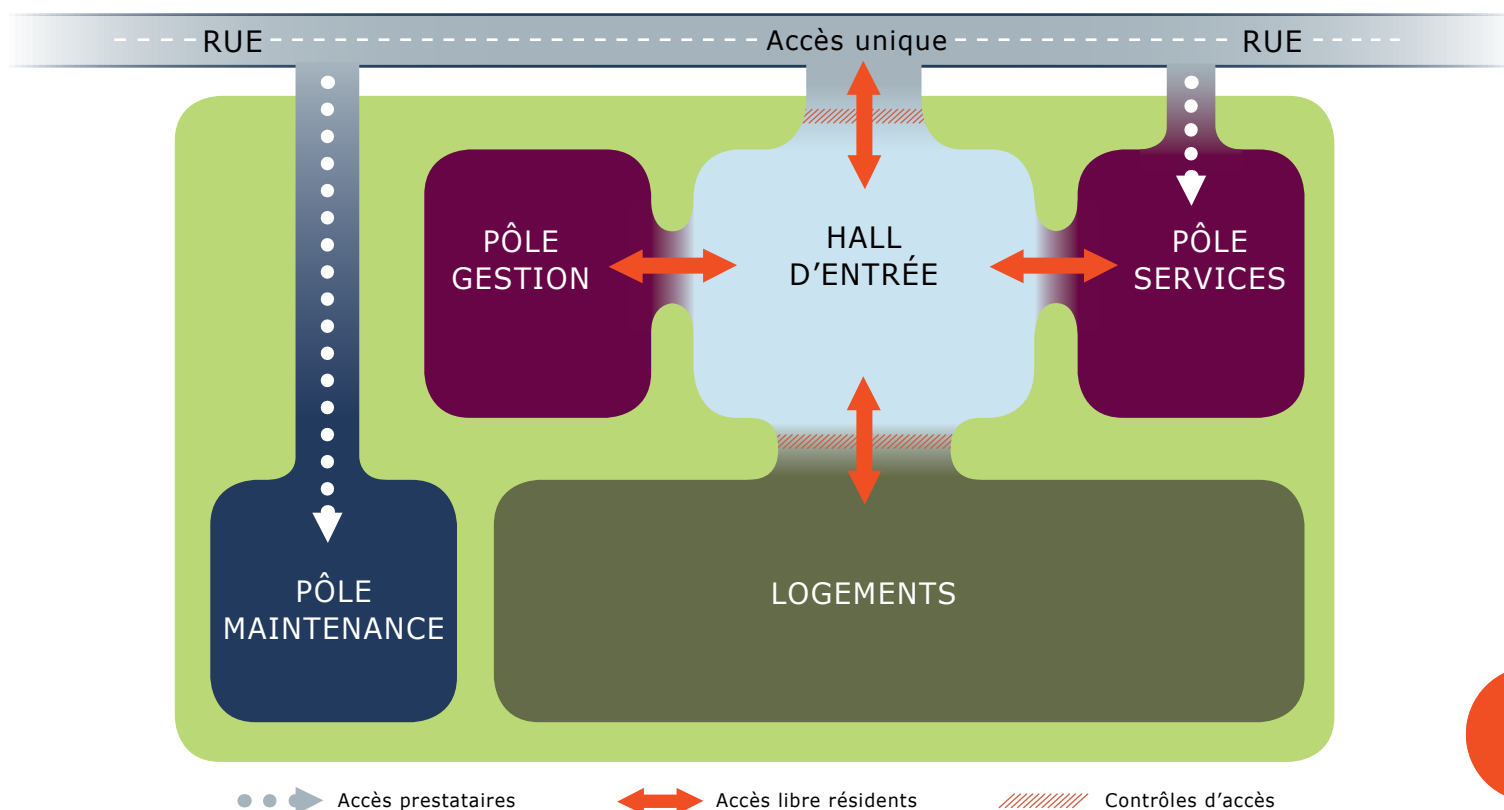 RUE
Accès unique
RUE
PÔLE
GESTION
HALL
D’ENTRÉE
PÔLE
SERVICES
PÔLE
MAINTENANCE
LOGEMENTS
Accès prestataires
Accès libre résidents
Contrôles d’accès